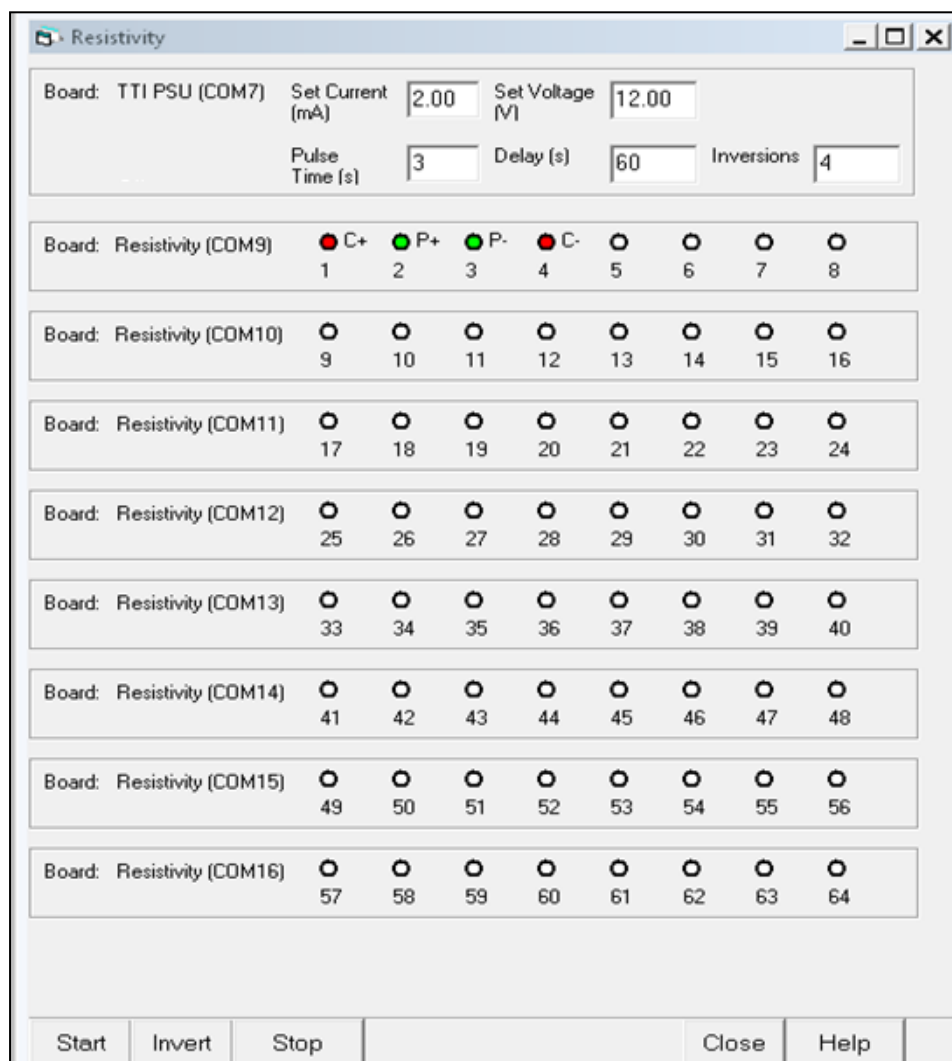 Resistivity
Board: TTI PSU (COM7) Set Current (mA) 2.00 Set Voltage (V) 12.00
Pulse Time (s) 3 Delay (s) 60 Inversions 4
Board: Resistivity (COM9) C+ P+ P- C-
1 2 3 4 5 6 7 8
Board: Resistivity (COM10)
9 10 11 12 13 14 15 16
Board: Resistivity (COM11)
17 18 19 20 21 22 23 24
Board: Resistivity (COM12)
25 26 27 28 29 30 31 32
Board: Resistivity (COM13)
33 34 35 36 37 38 39 40
Board: Resistivity (COM14)
41 42 43 44 45 46 47 48
Board: Resistivity (COM15)
49 50 51 52 53 54 55 56
Board: Resistivity (COM16)
57 58 59 60 61 62 63 64
Start Invert Stop Close Help